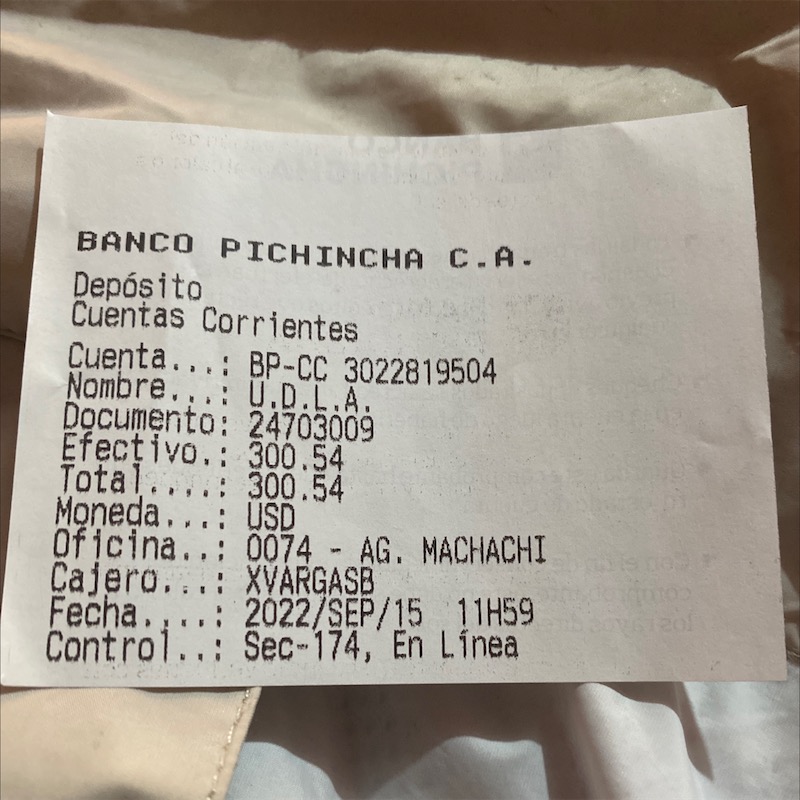 BANCO PICHINCHA C.A.
Depósito
Cuentas Corrientes
Cuenta...: BP-CC 3022819504
Nombre...: U.D.L.A.
Documento: 24703009
Efectivo.: 300.54
Total....: 300.54
Moneda...: USD
Oficina..: 0074 - AG. MACHACHI
Cajero...: XVARGASB
Fecha....: 2022/SEP/15 11H59
Control..: Sec-174, En Línea